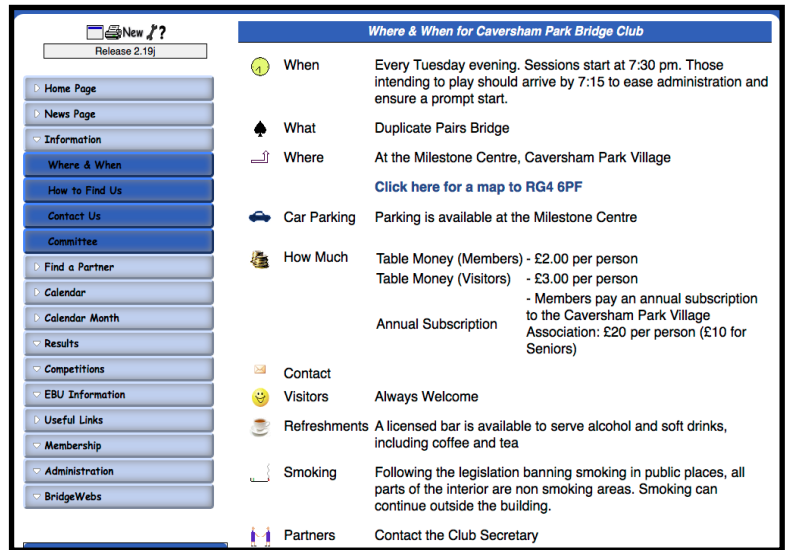 New ?
Release 2.19j
Home Page
News Page
Information
Where & When
How to Find Us
Contact Us
Committee
Find a Partner
Calendar
Calendar Month
Results
Competitions
EBU Information
Useful Links
Membership
Administration
BridgeWebs
Where & When for Caversham Park Bridge Club
When Every Tuesday evening. Sessions start at 7:30 pm. Those
intending to play should arrive by 7:15 to ease administration and
ensure a prompt start.
What Duplicate Pairs Bridge
Where At the Milestone Centre, Caversham Park Village
Click here for a map to RG4 6PF
Car Parking Parking is available at the Milestone Centre
How Much Table Money (Members) - £2.00 per person
Table Money (Visitors) - £3.00 per person
- Members pay an annual subscription
to the Caversham Park Village
Annual Subscription Association: £20 per person (£10 for
Seniors)
Contact
Visitors Always Welcome
Refreshments A licensed bar is available to serve alcohol and soft drinks,
including coffee and tea
Smoking Following the legislation banning smoking in public places, all
parts of the interior are non smoking areas. Smoking can
continue outside the building.
Partners Contact the Club Secretary